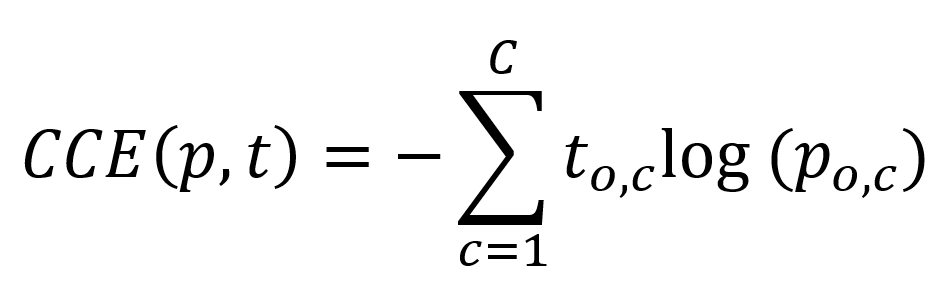 CCE(p, t) = − ∑_{c=1}^{C} t_{o,c} log (p_{o,c})